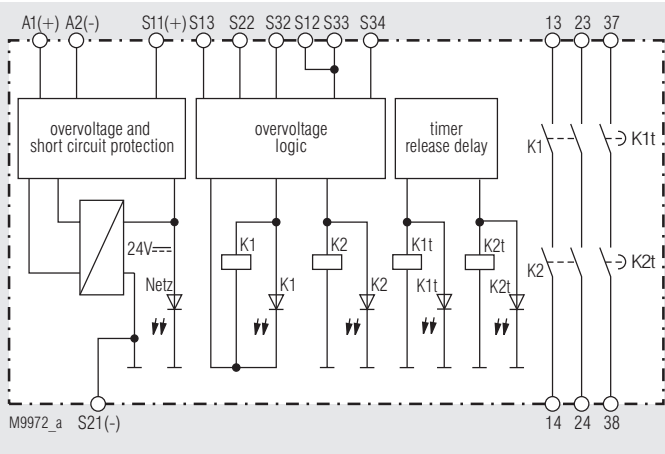 A1(+) A2(-) S11(+) S13 S22 S32 S12 S33 S34 13 23 37
overvoltage and
short circuit protection
overvoltage
logic
timer
release delay
K1 K1t
24V
K1 K2 K1t K2t
K2 K2t
Netz K1 K2 K1t K2t
M9972_a S21(-) 14 24 38